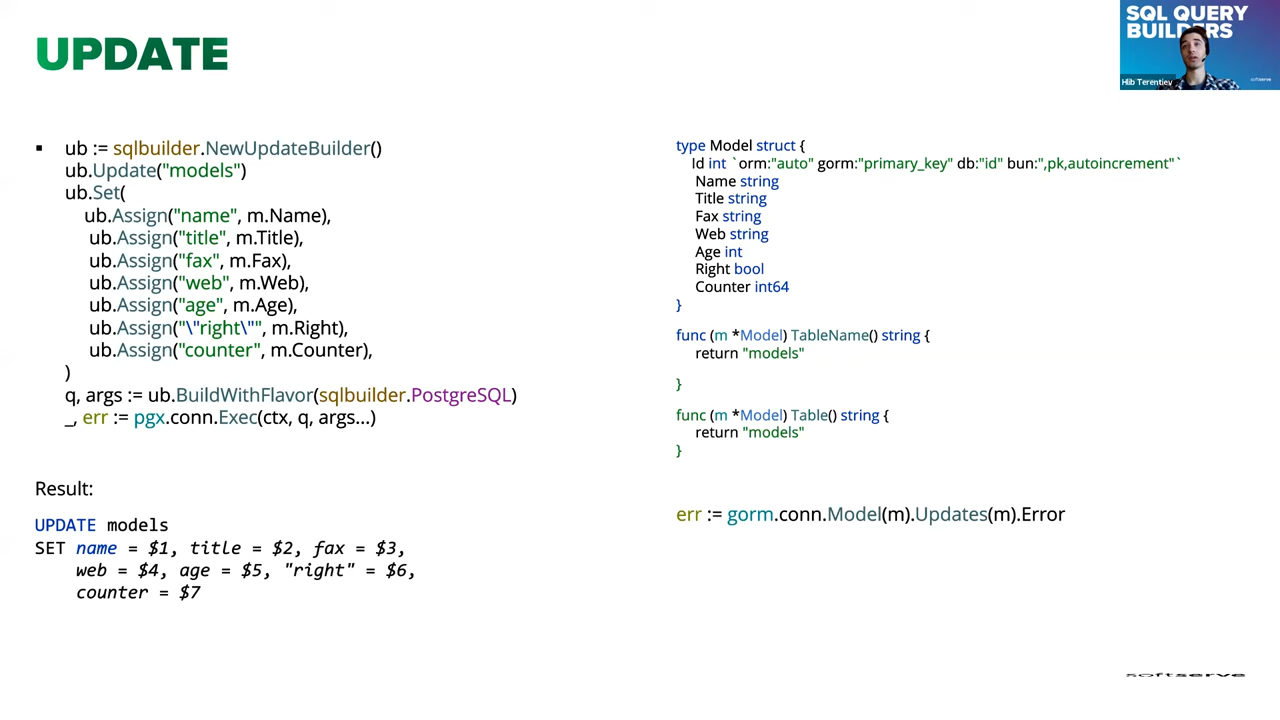 UPDATE
SQL QUERY
BUILDERS
Hlib Terentiev
softserve
▪ ub := sqlbuilder.NewUpdateBuilder()
ub.Update("models")
ub.Set(
ub.Assign("name", m.Name),
ub.Assign("title", m.Title),
ub.Assign("fax", m.Fax),
ub.Assign("web", m.Web),
ub.Assign("age", m.Age),
ub.Assign("\"right\"", m.Right),
ub.Assign("counter", m.Counter),
)
q, args := ub.BuildWithFlavor(sqlbuilder.PostgreSQL)
_, err := pgx.conn.Exec(ctx, q, args...)
Result:
UPDATE models
SET name = $1, title = $2, fax = $3,
web = $4, age = $5, "right" = $6,
counter = $7
type Model struct {
Id int `orm:"auto" gorm:"primary_key" db:"id" bun:",pk,autoincrement"`
Name string
Title string
Fax string
Web string
Age int
Right bool
Counter int64
}
func (m *Model) TableName() string {
return "models"
}
func (m *Model) Table() string {
return "models"
}
err := gorm.conn.Model(m).Updates(m).Error
softserve